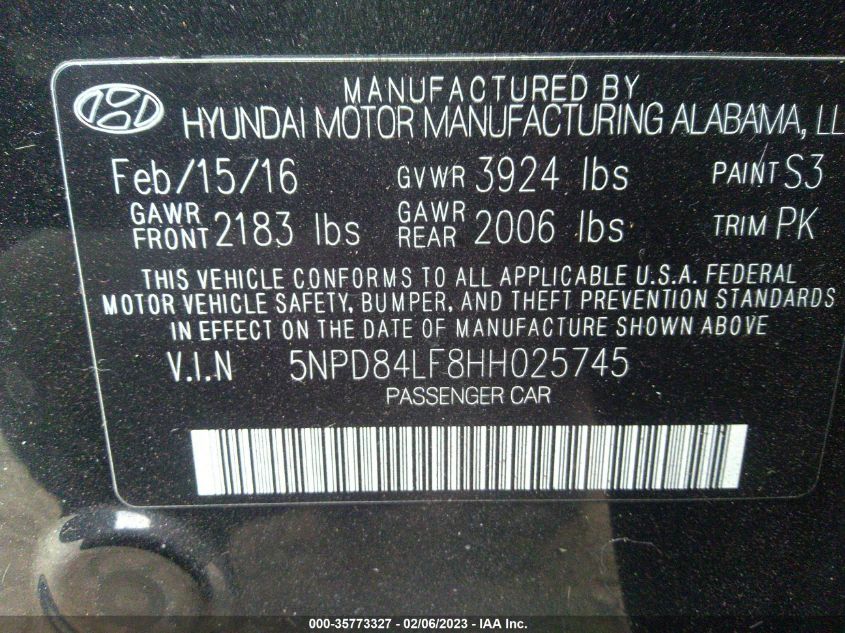 MANUFACTURED BY
HYUNDAI MOTOR MANUFACTURING ALABAMA, LL
Feb/15/16 GVWR 3924 lbs PAINT S3
GAWR FRONT 2183 lbs GAWR REAR 2006 lbs TRIM PK
THIS VEHICLE CONFORMS TO ALL APPLICABLE U.S.A. FEDERAL
MOTOR VEHICLE SAFETY, BUMPER, AND THEFT PREVENTION STANDARDS
IN EFFECT ON THE DATE OF MANUFACTURE SHOWN ABOVE
V.I.N 5NPD84LF8HH025745
PASSENGER CAR
000-35773327 - 02/06/2023 - IAA Inc.